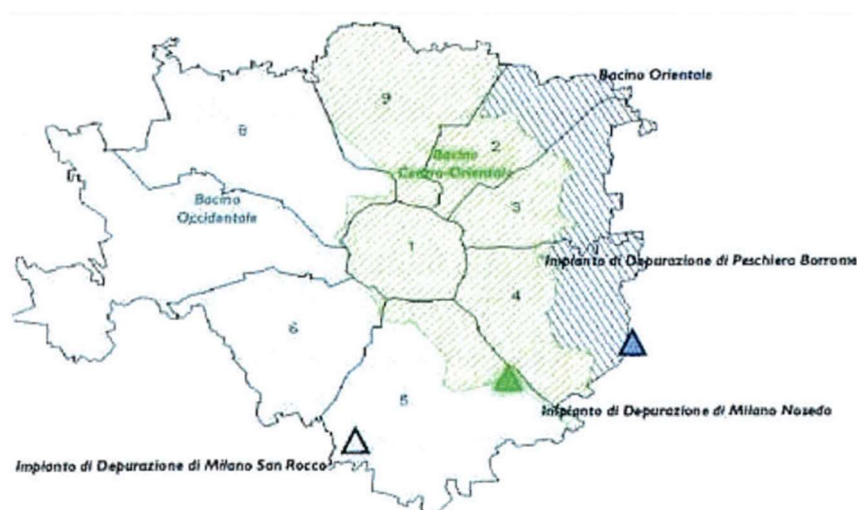 Bacino Orientale
9
8
2
Bacino
Centro-Orientale
Bacino
Occidentale
3
1
Impianto di Depurazione di Peschiera Borrome
4
6
5
Impianto di Depurazione di Milano Nosedo
Impianto di Depurazione di Milano San Rocco